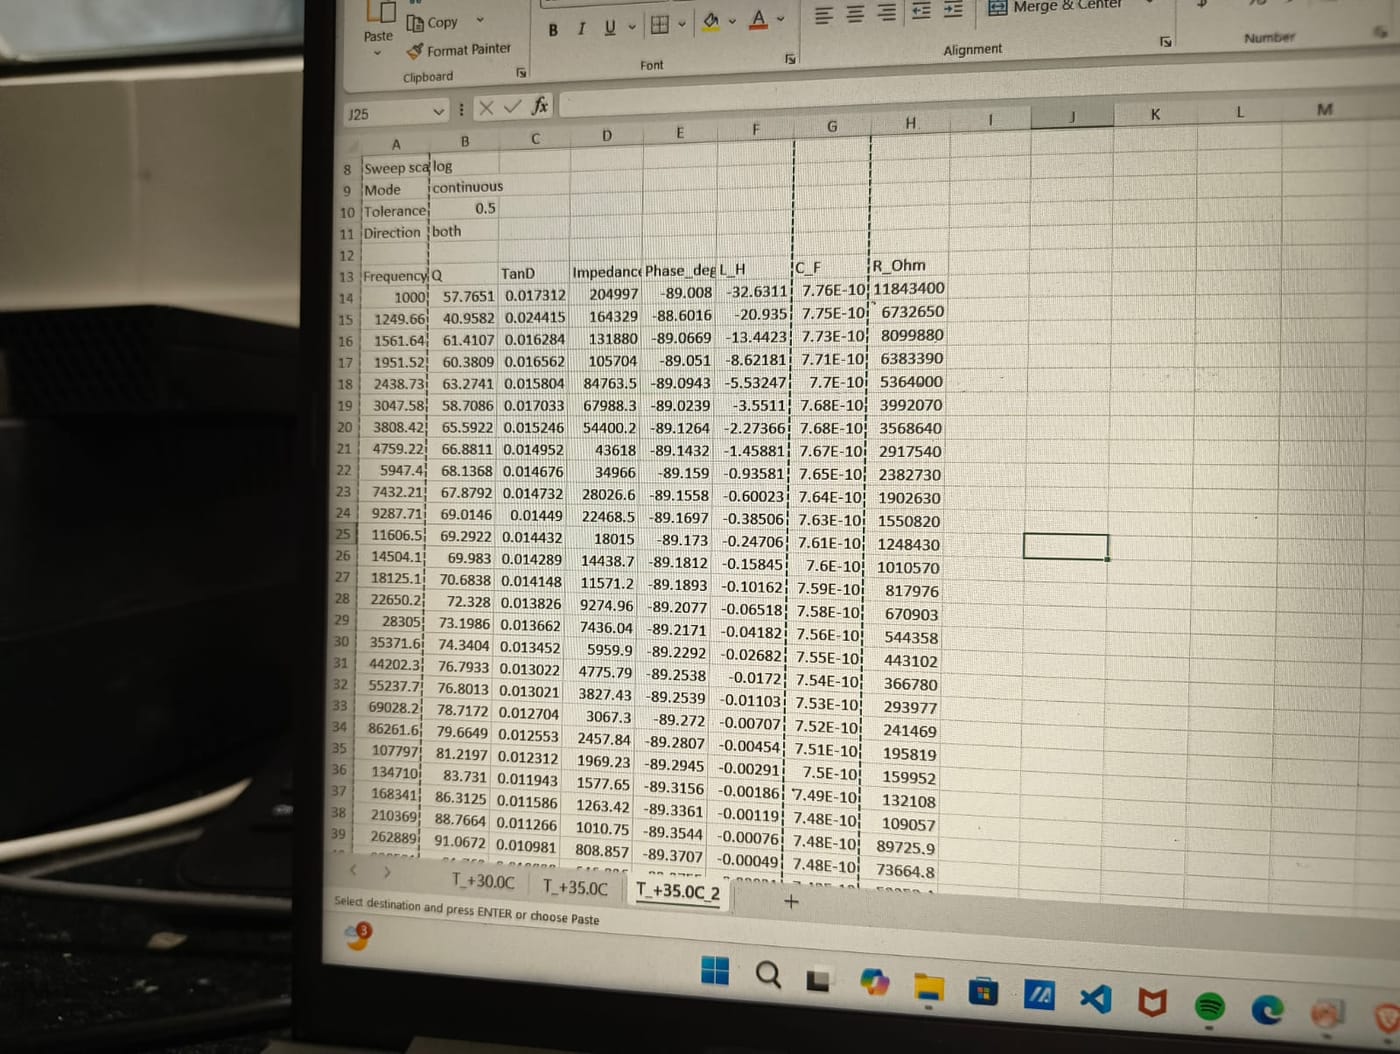 Paste
Copy
Format Painter
Clipboard
B I U A
Font
Merge & Center
Alignment
Number
J25 fx
A B C D E F G H I J K L M
8 Sweep sca log
9 Mode continuous
10 Tolerance 0.5
11 Direction both
12
13 Frequency Q TanD Impedance Phase_deg L_H C_F R_Ohm
14 1000 57.7651 0.017312 204997 -89.008 -32.6311 7.76E-10 11843400
15 1249.66 40.9582 0.024415 164329 -88.6016 -20.935 7.75E-10 6732650
16 1561.64 61.4107 0.016284 131880 -89.0669 -13.4423 7.73E-10 8099880
17 1951.52 60.3809 0.016562 105704 -89.051 -8.62181 7.71E-10 6383390
18 2438.73 63.2741 0.015804 84763.5 -89.0943 -5.53247 7.7E-10 5364000
19 3047.58 58.7086 0.017033 67988.3 -89.0239 -3.5511 7.68E-10 3992070
20 3808.42 65.5922 0.015246 54400.2 -89.1264 -2.27366 7.68E-10 3568640
21 4759.22 66.8811 0.014952 43618 -89.1432 -1.45881 7.67E-10 2917540
22 5947.4 68.1368 0.014676 34966 -89.159 -0.93581 7.65E-10 2382730
23 7432.21 67.8792 0.014732 28026.6 -89.1558 -0.60023 7.64E-10 1902630
24 9287.71 69.0146 0.01449 22468.5 -89.1697 -0.38506 7.63E-10 1550820
25 11606.5 69.2922 0.014432 18015 -89.173 -0.24706 7.61E-10 1248430
26 14504.1 69.983 0.014289 14438.7 -89.1812 -0.15845 7.6E-10 1010570
27 18125.1 70.6838 0.014148 11571.2 -89.1893 -0.10162 7.59E-10 817976
28 22650.2 72.328 0.013826 9274.96 -89.2077 -0.06518 7.58E-10 670903
29 28305 73.1986 0.013662 7436.04 -89.2171 -0.04182 7.56E-10 544358
30 35371.6 74.3404 0.013452 5959.9 -89.2292 -0.02682 7.55E-10 443102
31 44202.3 76.7933 0.013022 4775.79 -89.2538 -0.0172 7.54E-10 366780
32 55237.7 76.8013 0.013021 3827.43 -89.2539 -0.01103 7.53E-10 293977
33 69028.2 78.7172 0.012704 3067.3 -89.272 -0.00707 7.52E-10 241469
34 86261.6 79.6649 0.012553 2457.84 -89.2807 -0.00454 7.51E-10 195819
35 107797 81.2197 0.012312 1969.23 -89.2945 -0.00291 7.5E-10 159952
36 134710 83.731 0.011943 1577.65 -89.3156 -0.00186 7.49E-10 132108
37 168341 86.3125 0.011586 1263.42 -89.3361 -0.00119 7.48E-10 109057
38 210369 88.7664 0.011266 1010.75 -89.3544 -0.00076 7.48E-10 89725.9
39 262889 91.0672 0.010981 808.857 -89.3707 -0.00049 7.48E-10 73664.8
T_+30.0C T_+35.0C T_+35.0C_2
Select destination and press ENTER or choose Paste
3